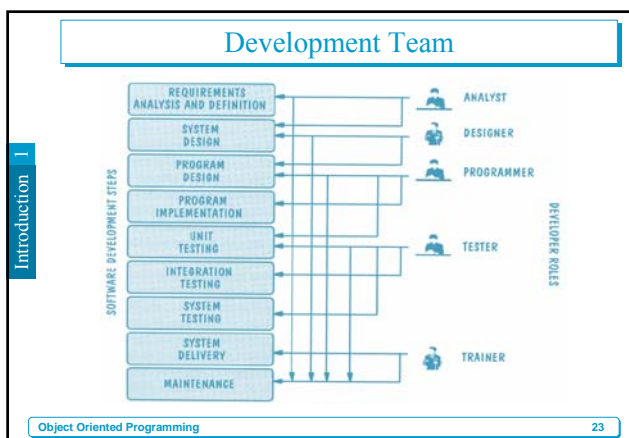 Development Team
Introduction 1
SOFTWARE DEVELOPMENT STEPS
REQUIREMENTS
ANALYSIS AND DEFINITION
SYSTEM
DESIGN
PROGRAM
DESIGN
PROGRAM
IMPLEMENTATION
UNIT
TESTING
INTEGRATION
TESTING
SYSTEM
TESTING
SYSTEM
DELIVERY
MAINTENANCE
ANALYST
DESIGNER
PROGRAMMER
TESTER
TRAINER
DEVELOPER ROLES
Object Oriented Programming
23